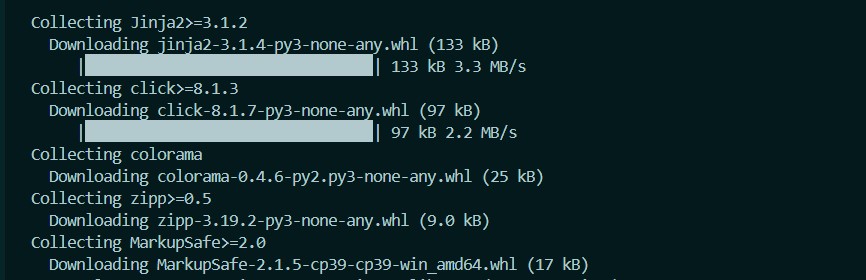 Collecting Jinja2>=3.1.2
Downloading jinja2-3.1.4-py3-none-any.whl (133 kB)
| | 133 kB 3.3 MB/s
Collecting click>=8.1.3
Downloading click-8.1.7-py3-none-any.whl (97 kB)
| | 97 kB 2.2 MB/s
Collecting colorama
Downloading colorama-0.4.6-py2.py3-none-any.whl (25 kB)
Collecting zipp>=0.5
Downloading zipp-3.19.2-py3-none-any.whl (9.0 kB)
Collecting MarkupSafe>=2.0
Downloading MarkupSafe-2.1.5-cp39-cp39-win_amd64.whl (17 kB)